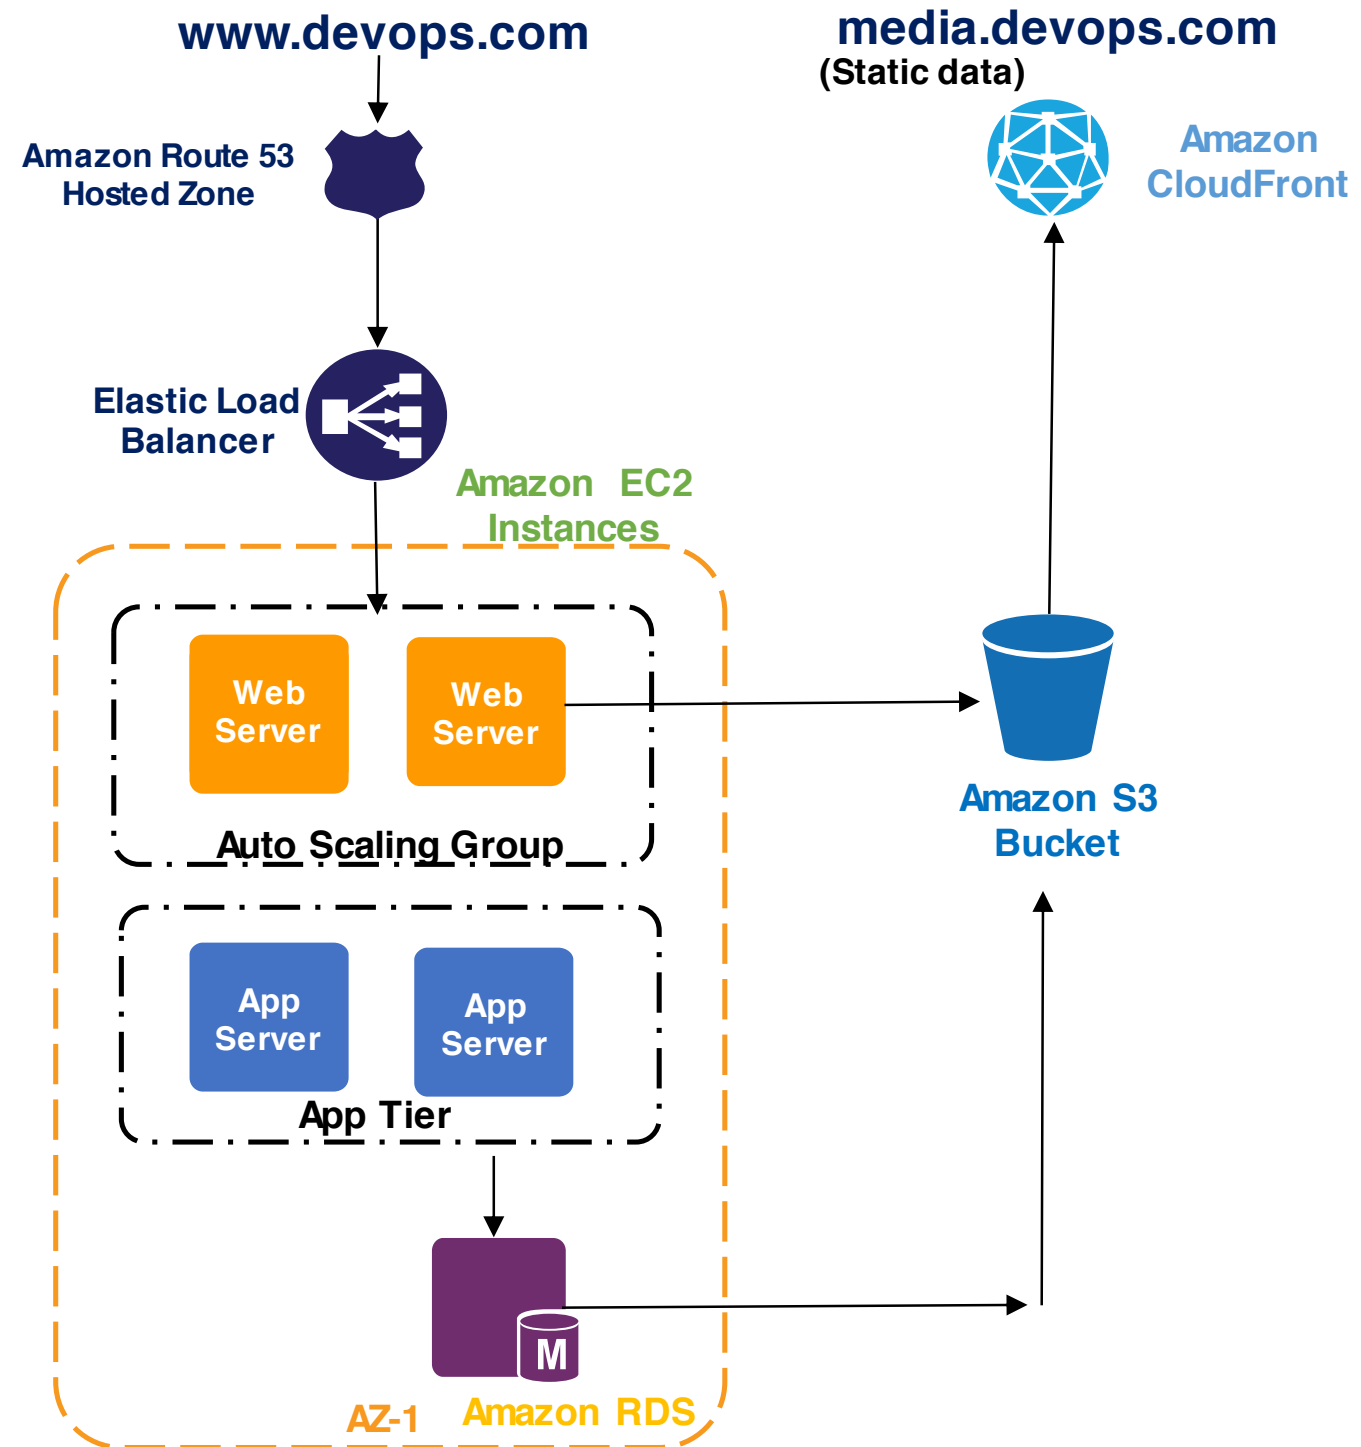 www.devops.com
media.devops.com
(Static data)
Amazon Route 53
Hosted Zone
Amazon
CloudFront
Elastic Load
Balancer
Amazon EC2
Instances
Web
Server
Web
Server
Auto Scaling Group
Amazon S3
Bucket
App
Server
App
Server
App Tier
M
AZ-1
Amazon RDS